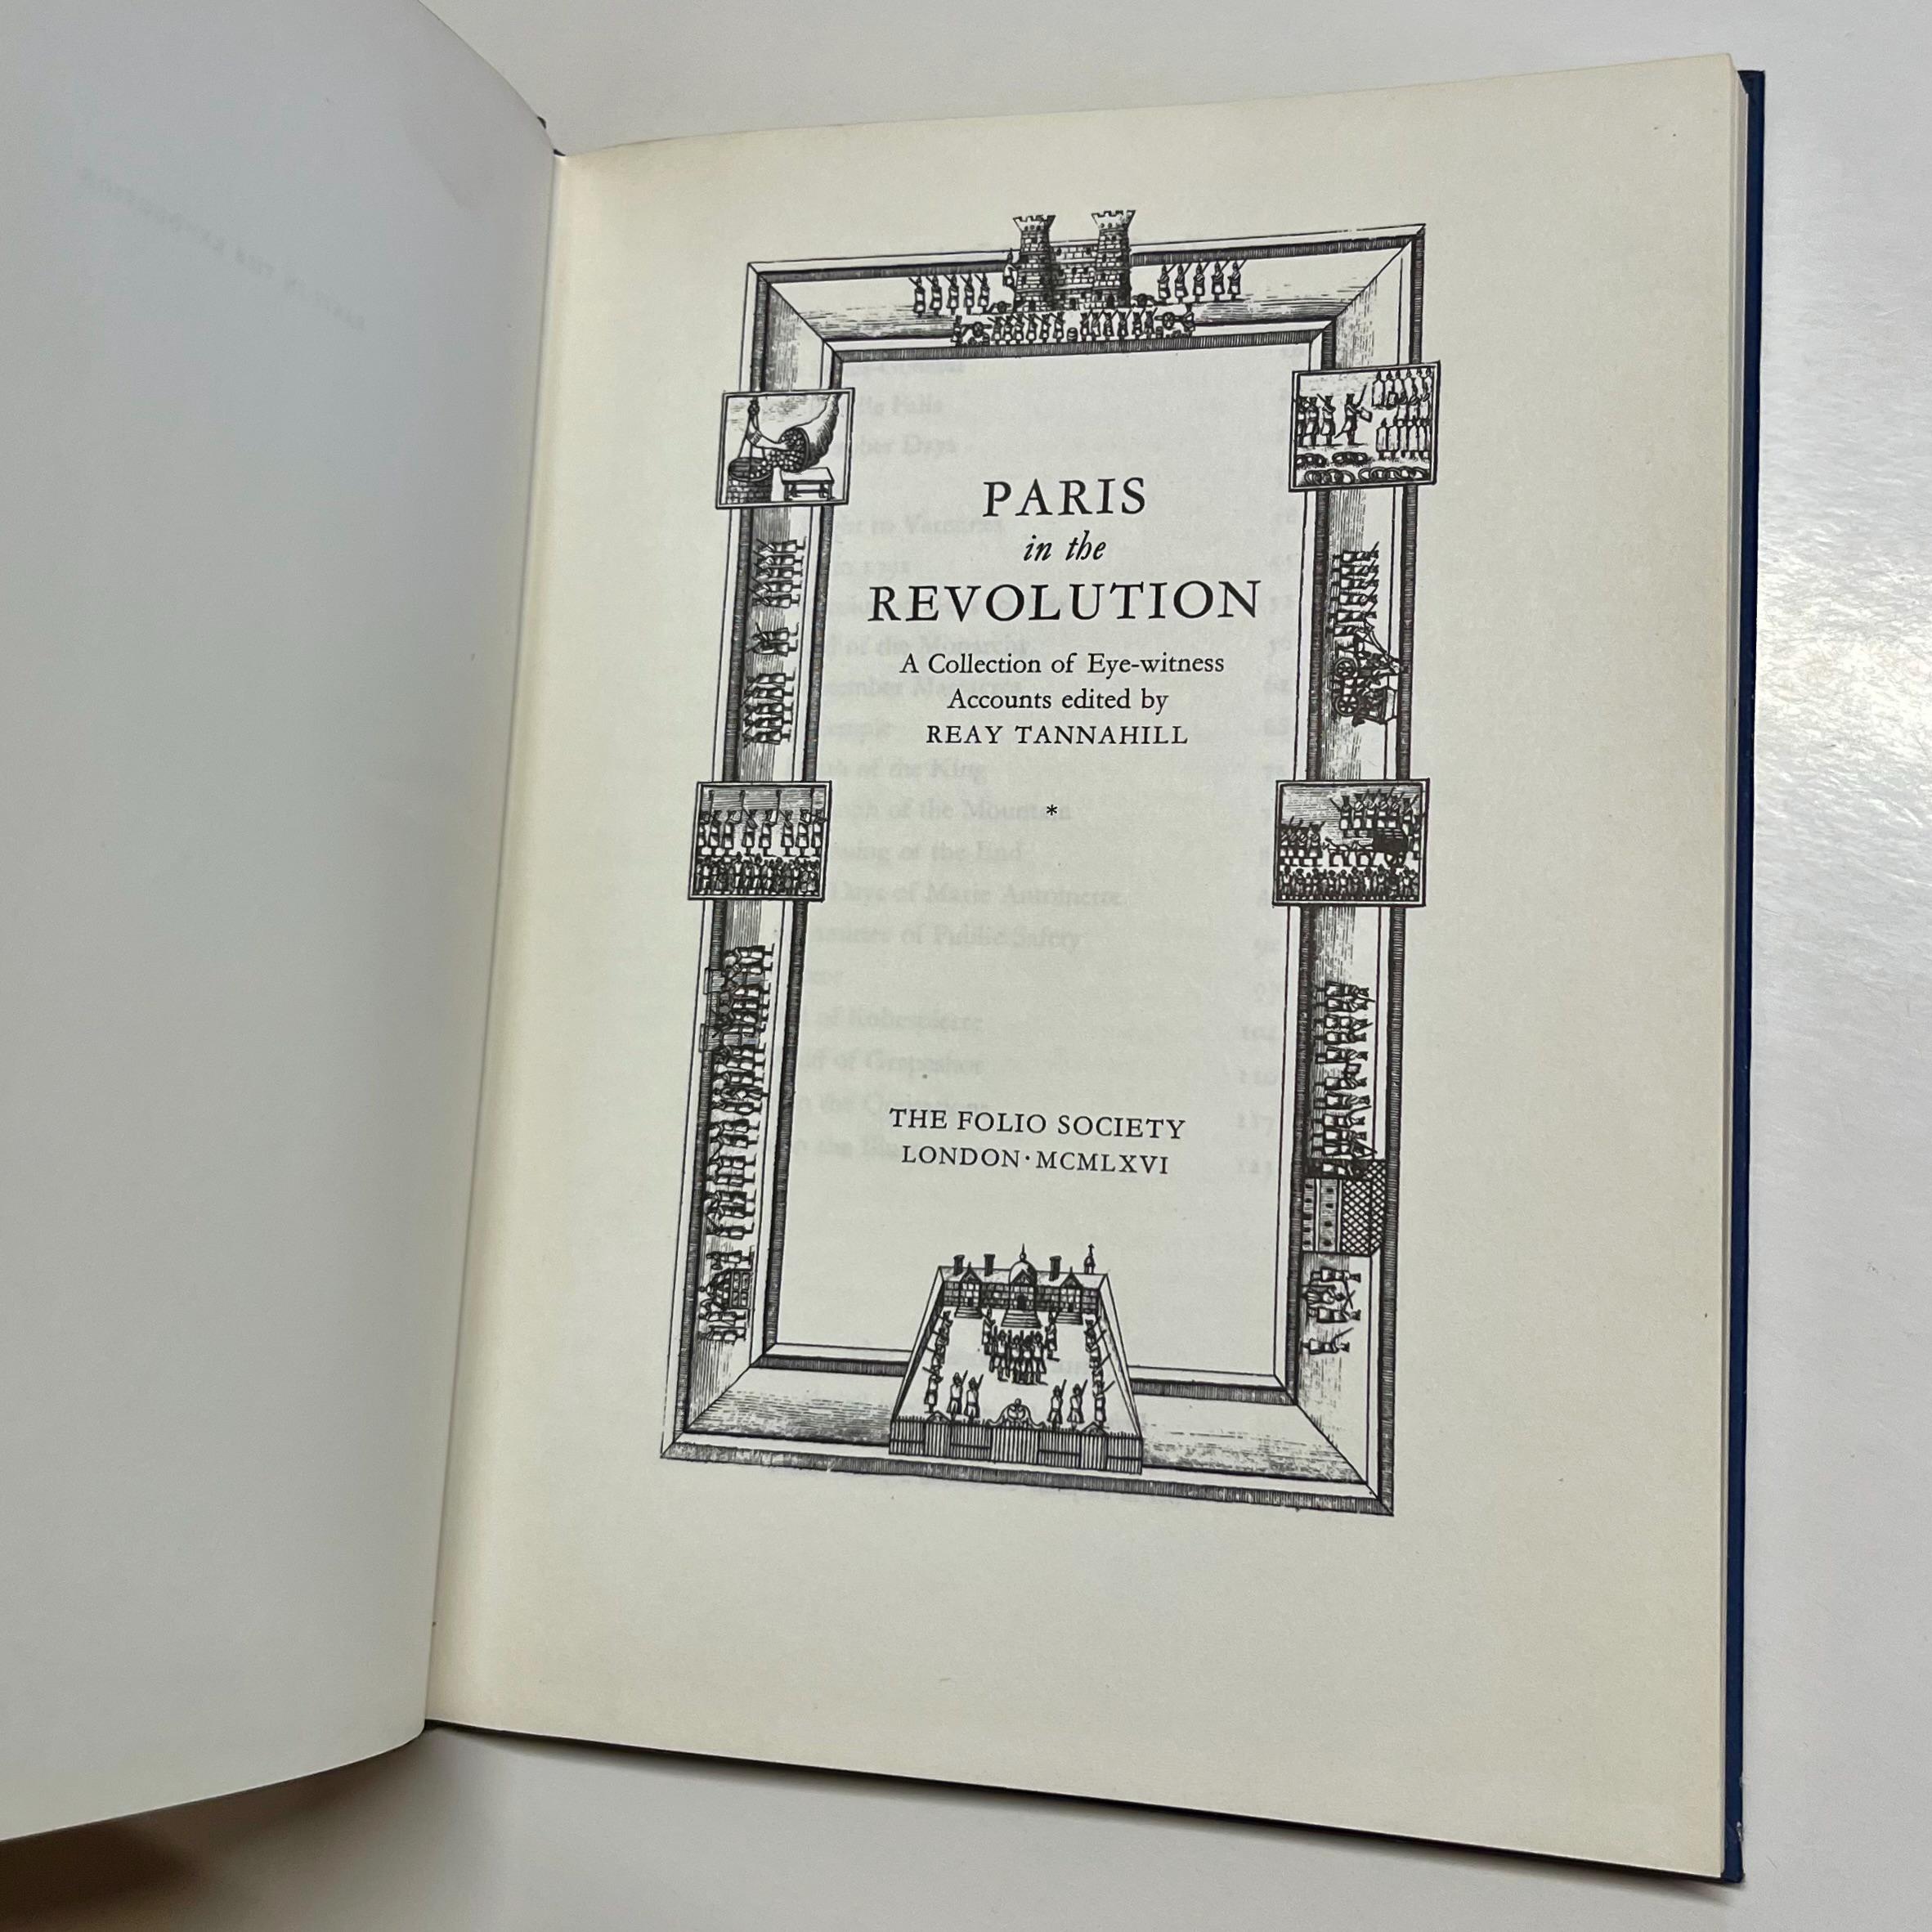 PARIS
in the
REVOLUTION
A Collection of Eye-witness
Accounts edited by
REAY TANNAHILL
*
THE FOLIO SOCIETY
LONDON·MCMLXVI